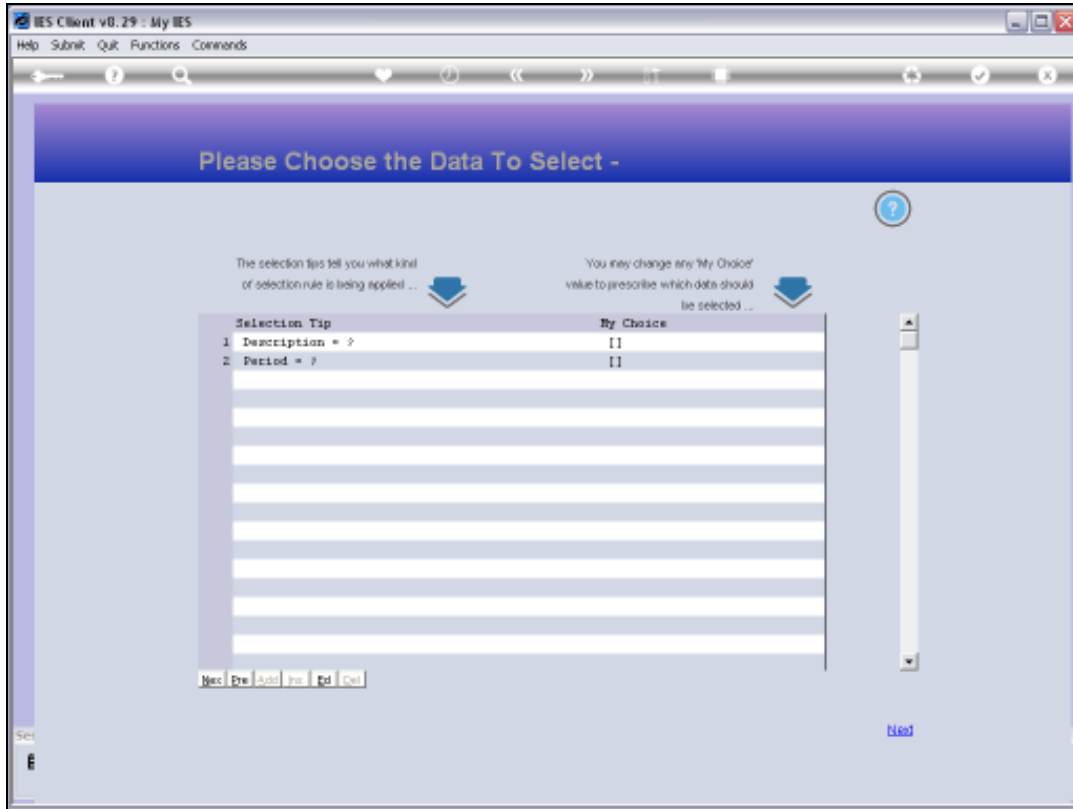 IES Client v8.29 : My IES
Help Submit Quit Functions Commands
Please Choose the Data To Select -
The selection tips tell you what kind
of selection rule is being applied ...
You may change any 'My Choice'
value to prescribe which data should
be selected ...
Selection Tip My Choice
1 Description = ? []
2 Period = ? []
Nex Pre Add Ins Ed Del
Next
Ses